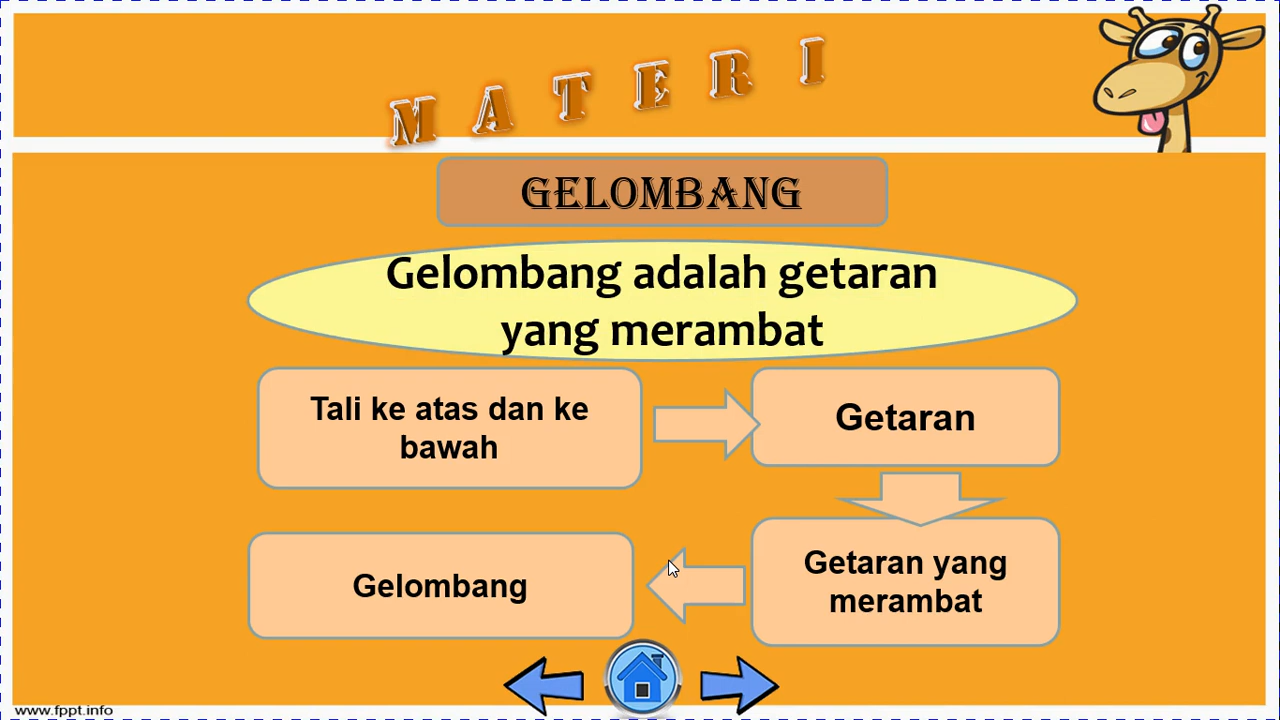 MATERI
GELOMBANG
Gelombang adalah getaran
yang merambat
Tali ke atas dan ke
bawah
Getaran
Getaran yang
merambat
Gelombang
www.fppt.info